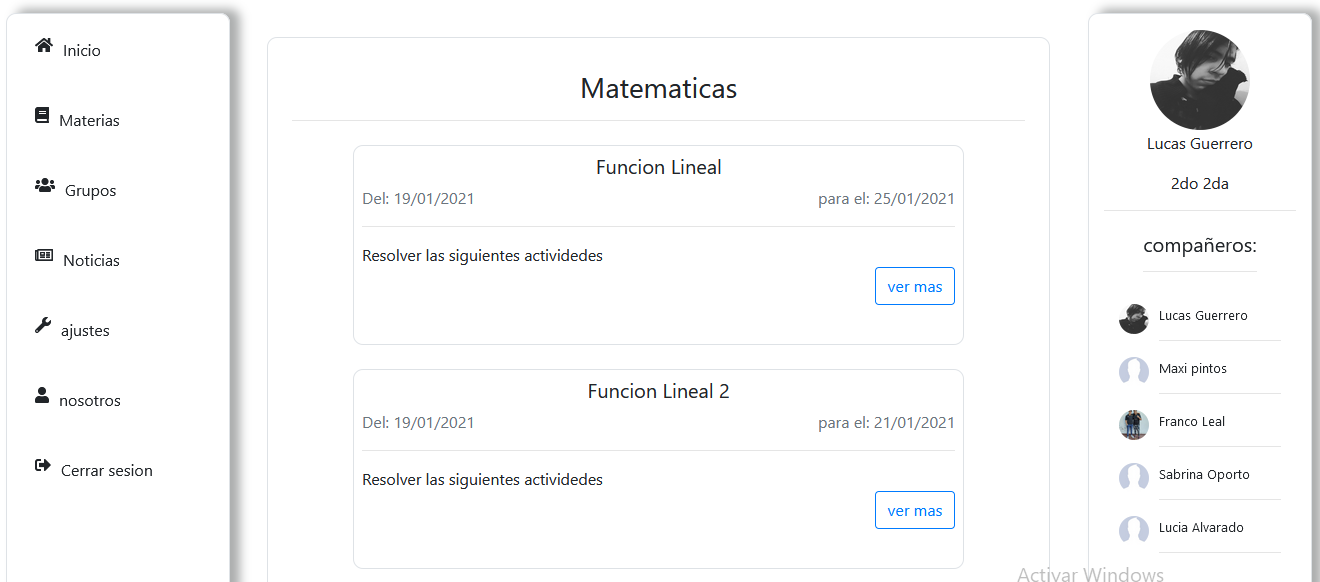 Inicio
Materias
Grupos
Noticias
ajustes
nosotros
Cerrar sesion
Matematicas
Funcion Lineal
Del: 19/01/2021 para el: 25/01/2021
Resolver las siguientes actividedes
ver mas
Funcion Lineal 2
Del: 19/01/2021 para el: 21/01/2021
Resolver las siguientes actividedes
ver mas
Lucas Guerrero
2do 2da
compañeros:
Lucas Guerrero
Maxi pintos
Franco Leal
Sabrina Oporto
Lucia Alvarado
Activar Windows